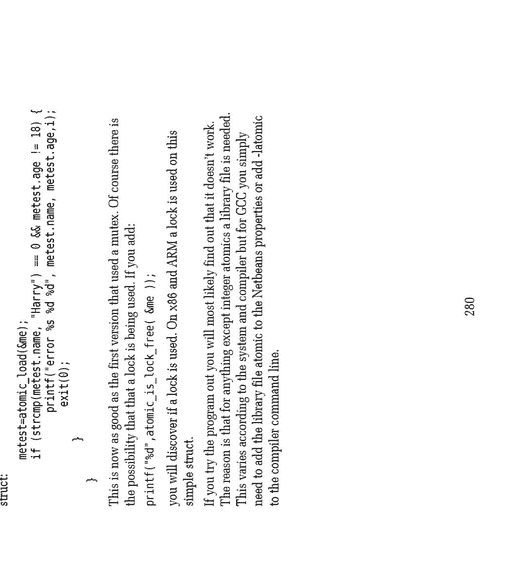 struct:
metest=atomic_load(&me);
if (strcmp(metest.name, "Harry") == 0 && metest.age != 18) {
printf("error %s %d %d", metest.name, metest.age,i);
exit(0);
}
}
This is now as good as the first version that used a mutex. Of course there is
the possibility that that a lock is being used. If you add:
printf("%d",atomic_is_lock_free( &me ));
you will discover if a lock is used. On x86 and ARM a lock is used on this
simple struct.
If you try the program out you will most likely find out that it doesn't work.
The reason is that for anything except integer atomics a library file is needed.
This varies according to the system and compiler but for GCC you simply
need to add the library file atomic to the Netbeans properties or add -latomic
to the compiler command line.
280